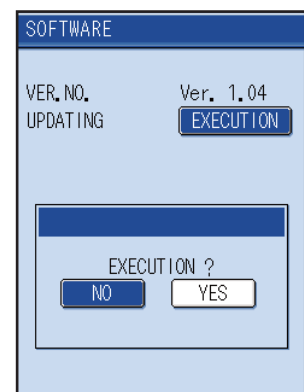 SOFTWARE
VER.NO. Ver. 1.04
UPDATING EXECUTION
EXECUTION ?
NO YES